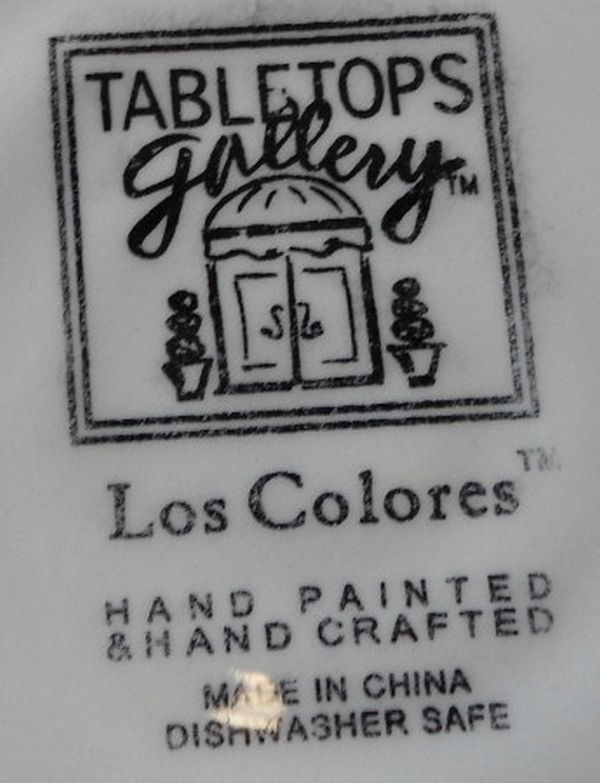 TABLETOPS
gallery™
Los Colores™
HAND PAINTED
& HAND CRAFTED
MADE IN CHINA
DISHWASHER SAFE